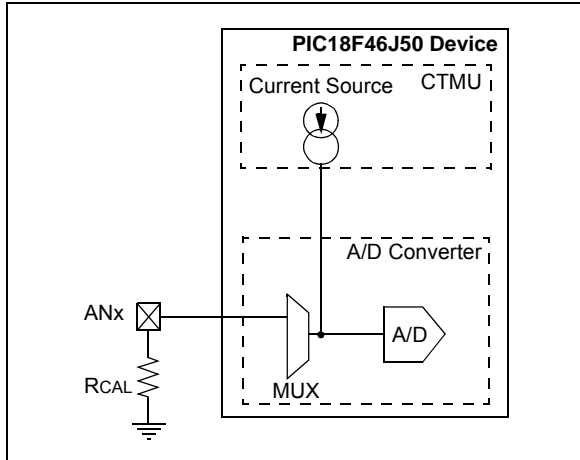 PIC18F46J50 Device
Current Source
CTMU
A/D Converter
ANx
A/D
RCAL
MUX